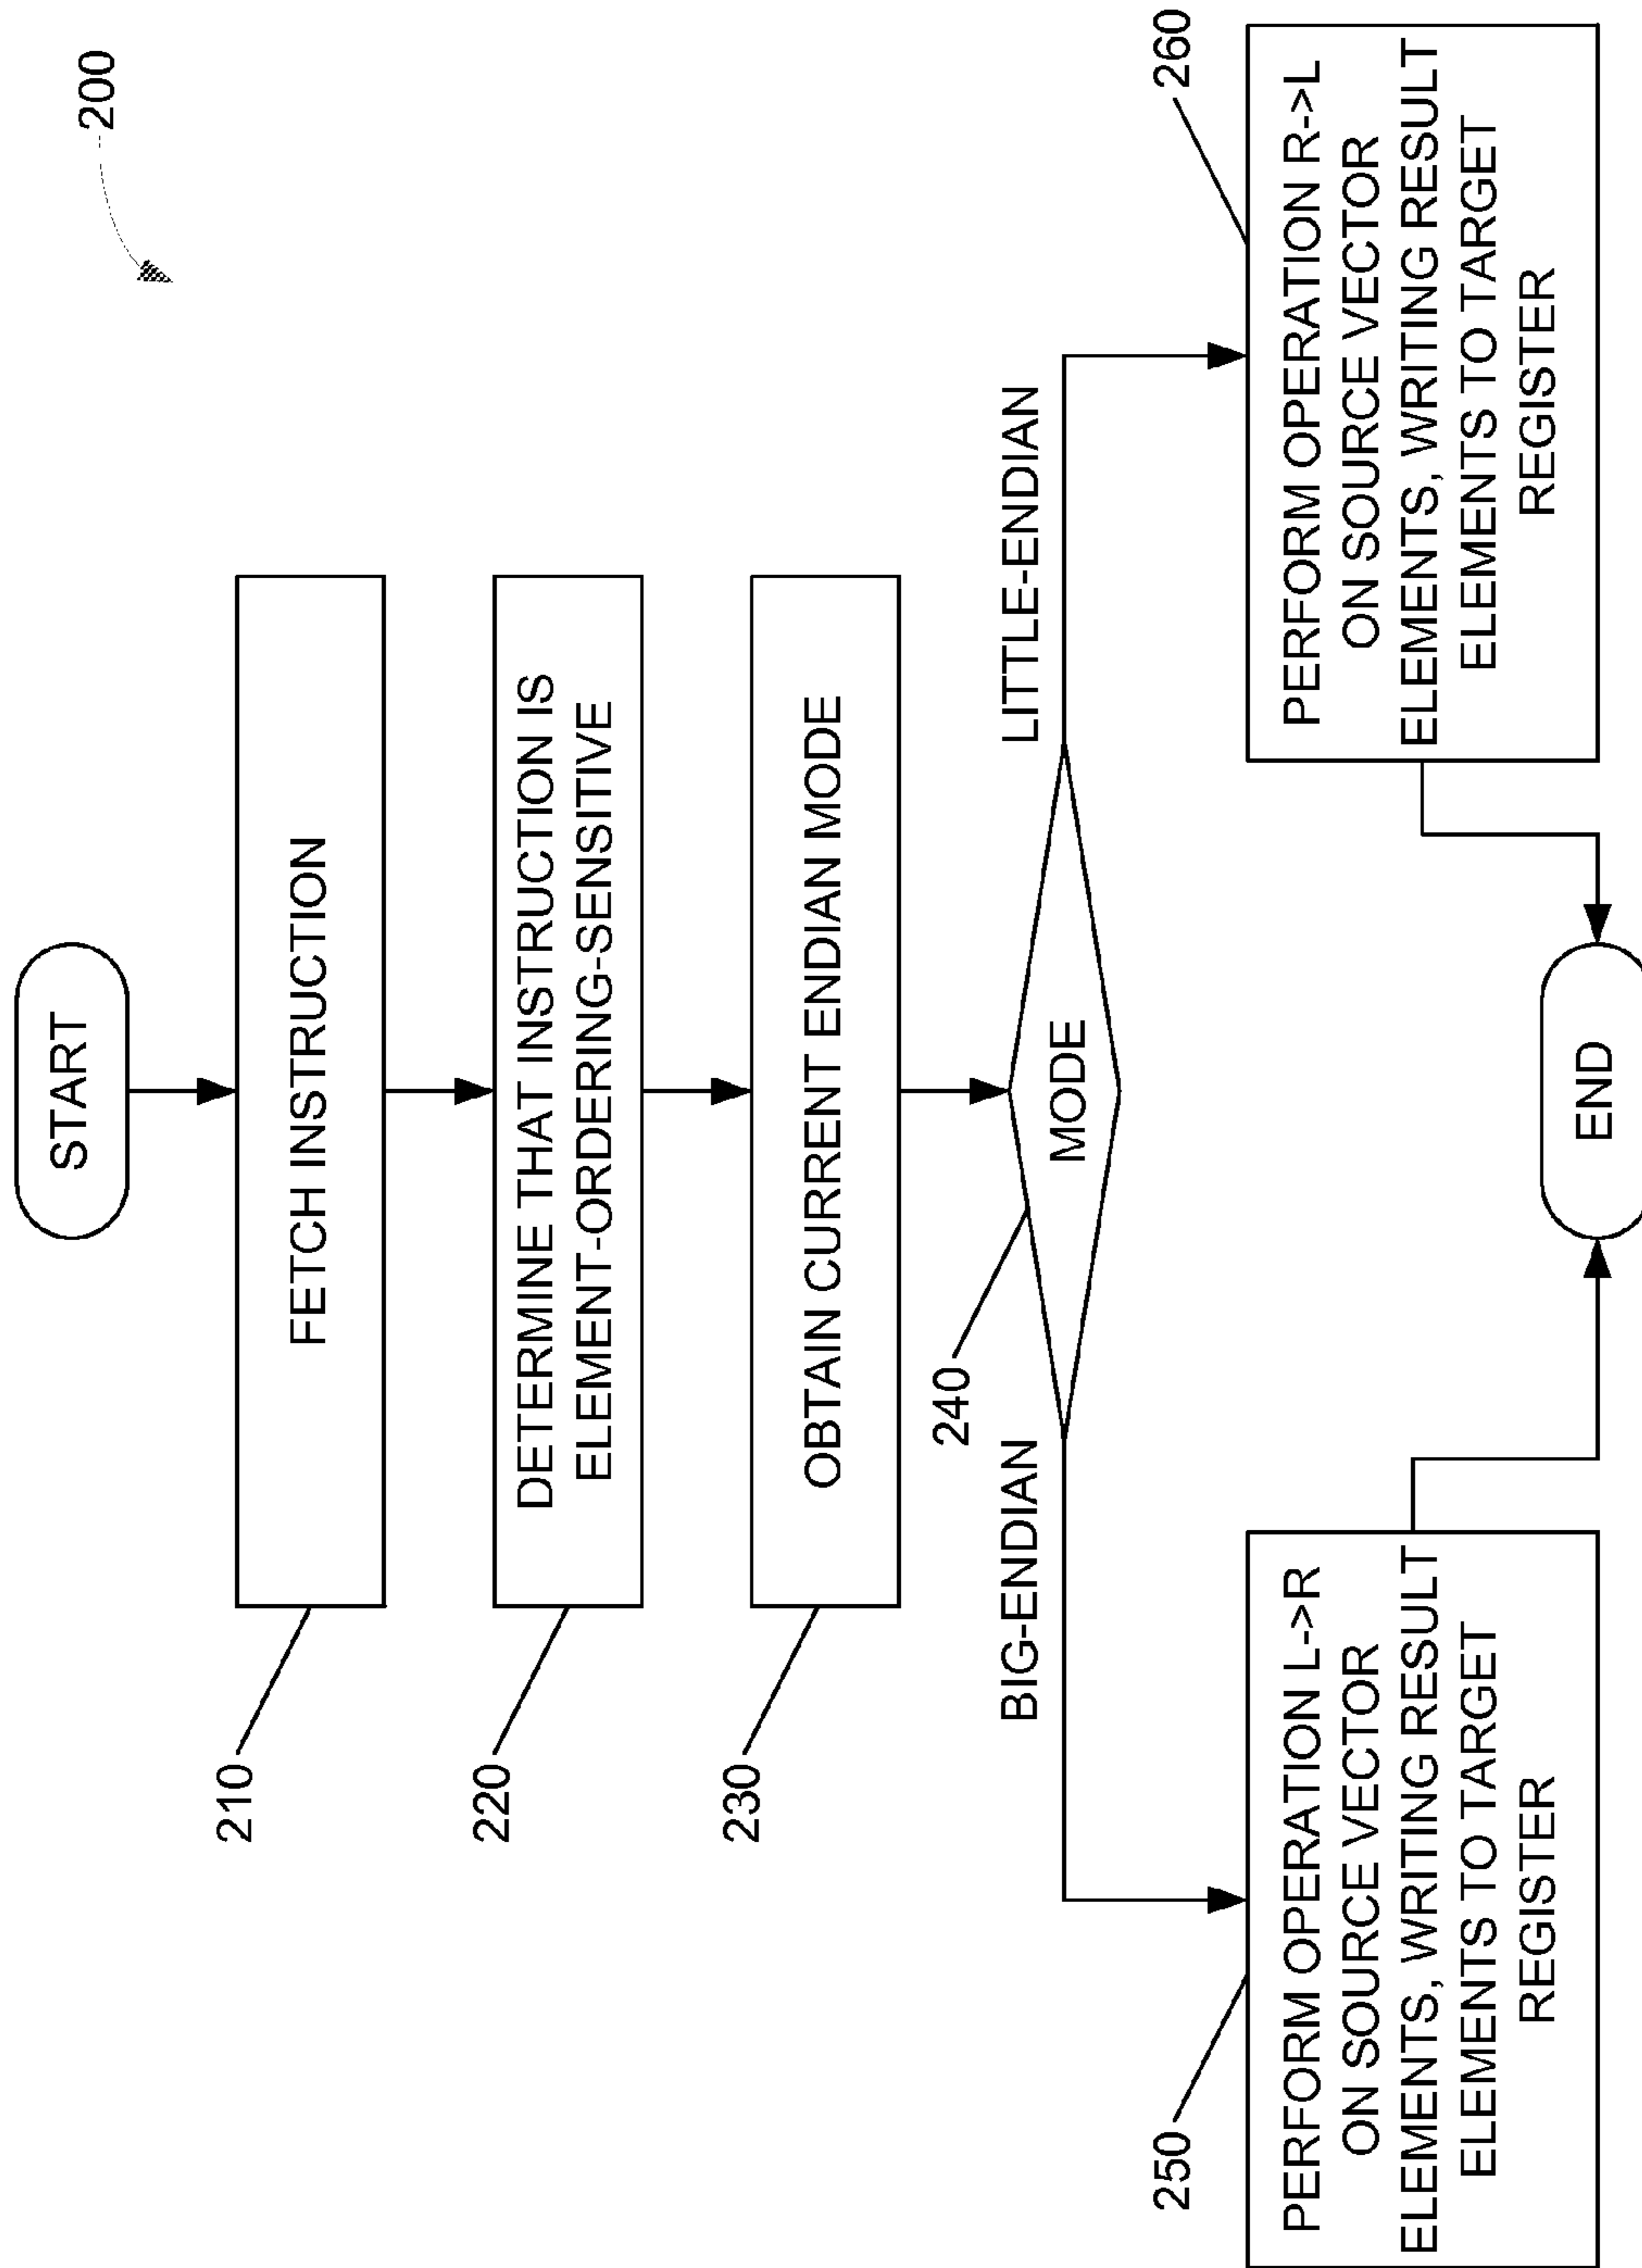 200
START
210
FETCH INSTRUCTION
220
DETERMINE THAT INSTRUCTION IS
ELEMENT-ORDERING-SENSITIVE
230
OBTAIN CURRENT ENDIAN MODE
240
BIG-ENDIAN
MODE
LITTLE-ENDIAN
250
PERFORM OPERATION L->R
ON SOURCE VECTOR
ELEMENTS, WRITING RESULT
ELEMENTS TO TARGET
REGISTER
260
PERFORM OPERATION R->L
ON SOURCE VECTOR
ELEMENTS, WRITING RESULT
ELEMENTS TO TARGET
REGISTER
END